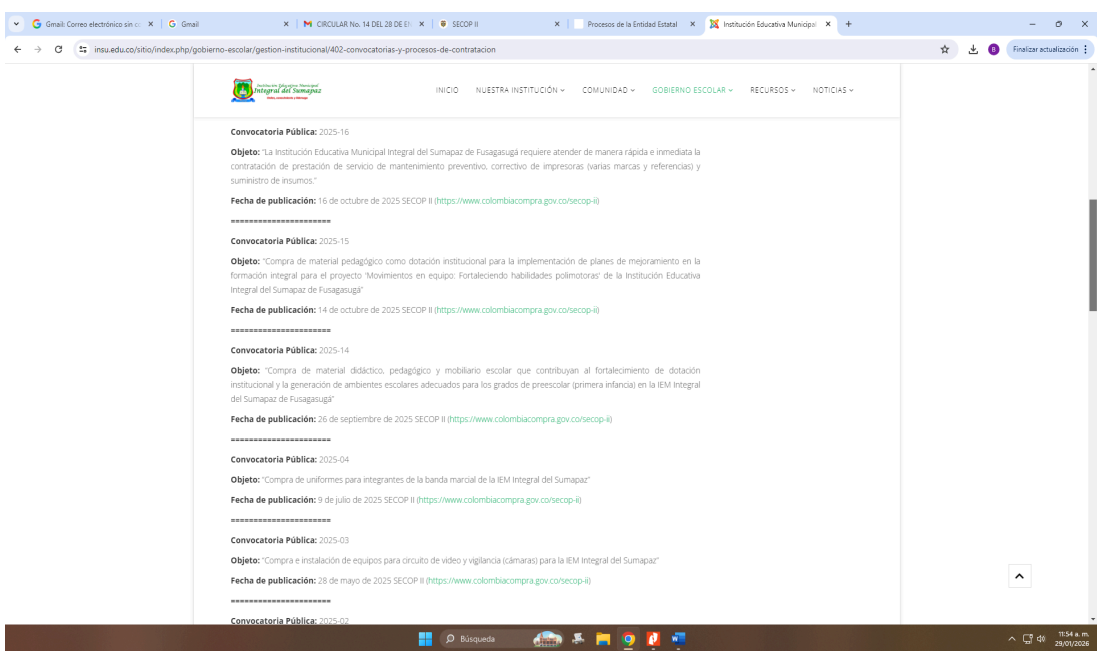 Gmail: Correo electrónico sin co
Gmail
CIRCULAR No. 14 DEL 28 DE EN
SECOP II
Procesos de la Entidad Estatal
Institución Educativa Municipal
insu.edu.co/sitio/index.php/gobierno-escolar/gestion-institucional/402-convocatorias-y-procesos-de-contratacion
B
Finalizar actualización
Institución Educativa Municipal
Integral del Sumapaz
INICIO NUESTRA INSTITUCIÓN COMUNIDAD GOBIERNO ESCOLAR RECURSOS NOTICIAS
Convocatoria Pública: 2025-16
Objeto: "La Institución Educativa Municipal Integral del Sumapaz de Fusagasugá requiere atender de manera rápida e inmediata la
contratación de prestación de servicio de mantenimiento preventivo, correctivo de impresoras (varias marcas y referencias) y
suministro de insumos."
Fecha de publicación: 16 de octubre de 2025 SECOP II (https://www.colombiacompra.gov.co/secop-ii)
======================
Convocatoria Pública: 2025-15
Objeto: "Compra de material pedagógico como dotación institucional para la implementación de planes de mejoramiento en la
formación integral para el proyecto 'Movimientos en equipo: Fortaleciendo habilidades polimotoras' de la Institución Educativa
Integral del Sumapaz de Fusagasugá"
Fecha de publicación: 14 de octubre de 2025 SECOP II (https://www.colombiacompra.gov.co/secop-ii)
======================
Convocatoria Pública: 2025-14
Objeto: "Compra de material didáctico, pedagógico y mobiliario escolar que contribuyan al fortalecimiento de dotación
institucional y la generación de ambientes escolares adecuados para los grados de preescolar (primera infancia) en la IEM Integral
del Sumapaz de Fusagasugá"
Fecha de publicación: 26 de septiembre de 2025 SECOP II (https://www.colombiacompra.gov.co/secop-ii)
======================
Convocatoria Pública: 2025-04
Objeto: "Compra de uniformes para integrantes de la banda marcial de la IEM Integral del Sumapaz"
Fecha de publicación: 9 de julio de 2025 SECOP II (https://www.colombiacompra.gov.co/secop-ii)
======================
Convocatoria Pública: 2025-03
Objeto: "Compra e instalación de equipos para circuito de video y vigilancia (cámaras) para la IEM Integral del Sumapaz"
Fecha de publicación: 28 de mayo de 2025 SECOP II (https://www.colombiacompra.gov.co/secop-ii)
======================
Convocatoria Pública: 2025-02
Búsqueda
11:54 a. m.
29/01/2026